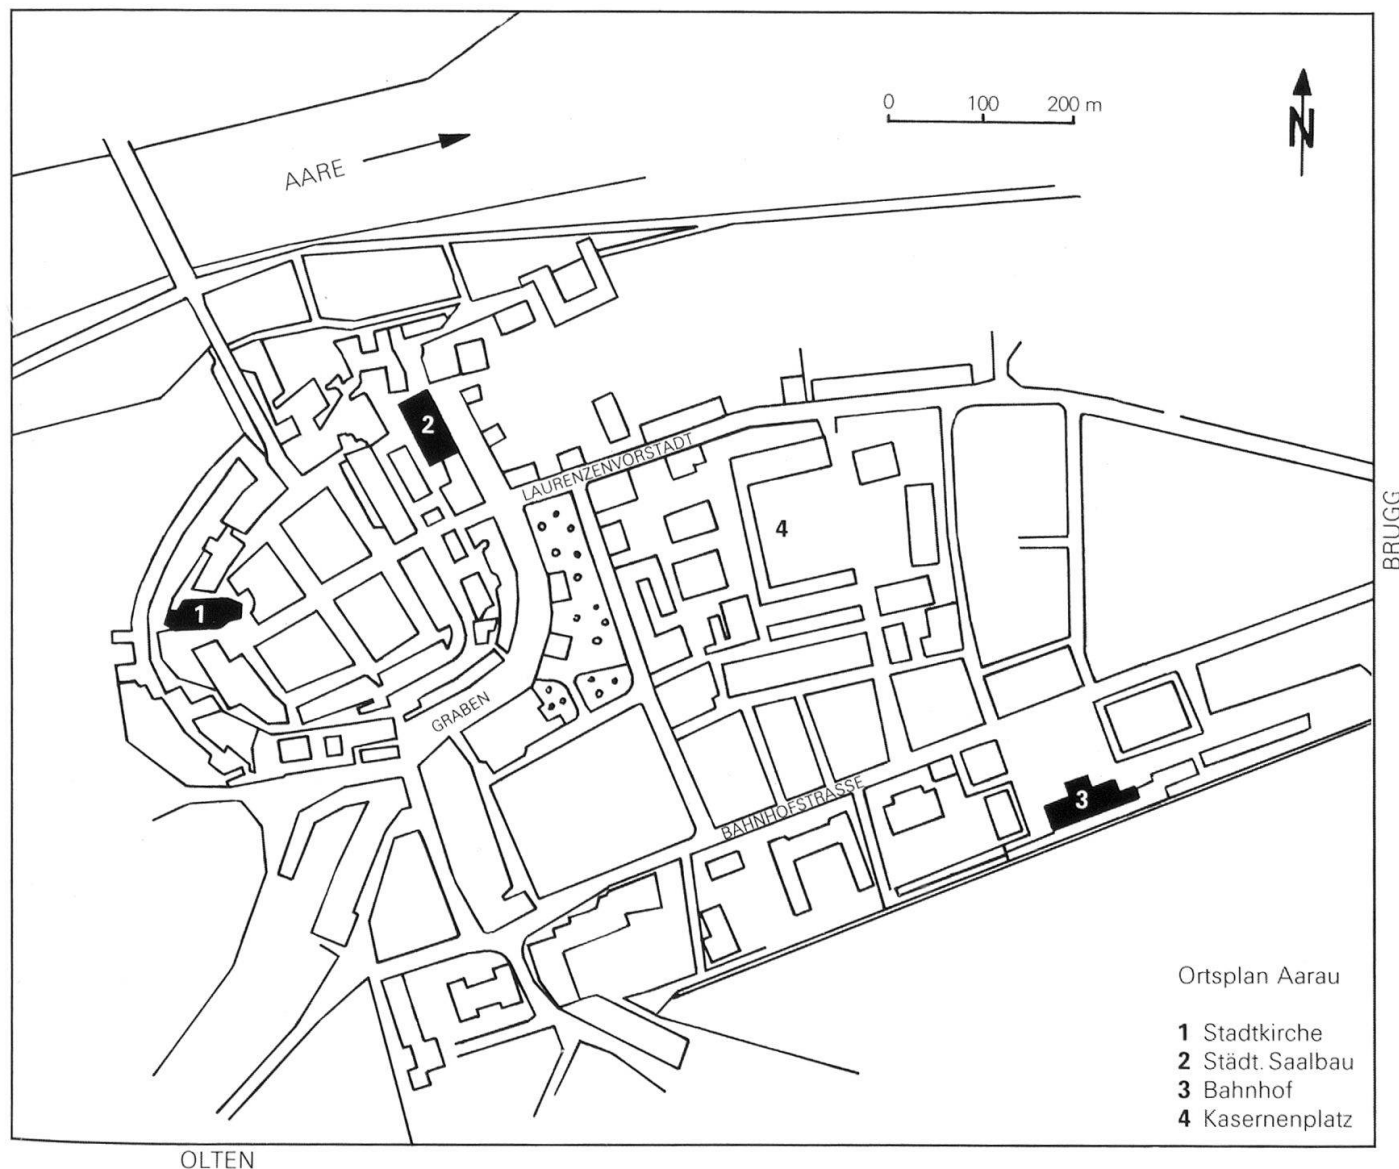 0 100 200 m
N
AARE
2
LAURENZENVORSTADT
4
BRUGG
1
GRABEN
3
BAHNHOFSTRASSE
Ortsplan Aarau
1 Stadtkirche
2 Städt. Saalbau
3 Bahnhof
4 Kasernenplatz
OLTEN